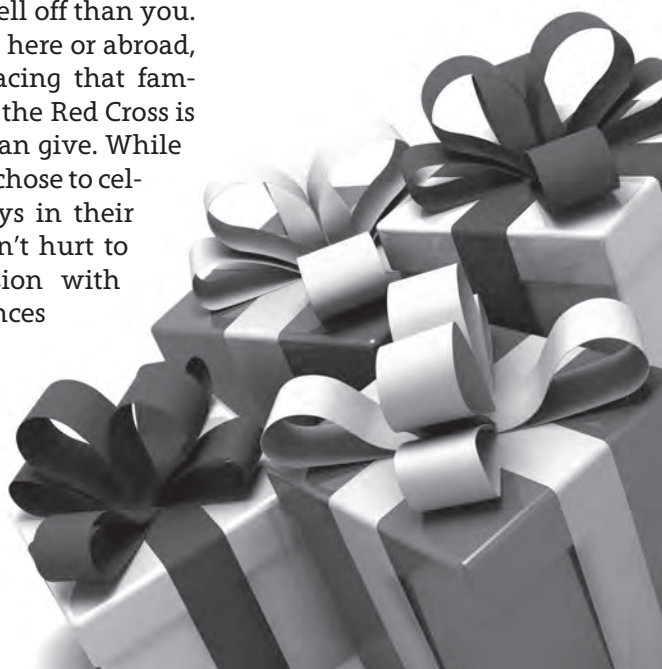 ell off than you.
here or abroad,
acing that fam-
the Red Cross is
an give. While
chose to cel-
ys in their
n't hurt to
sion with
nces